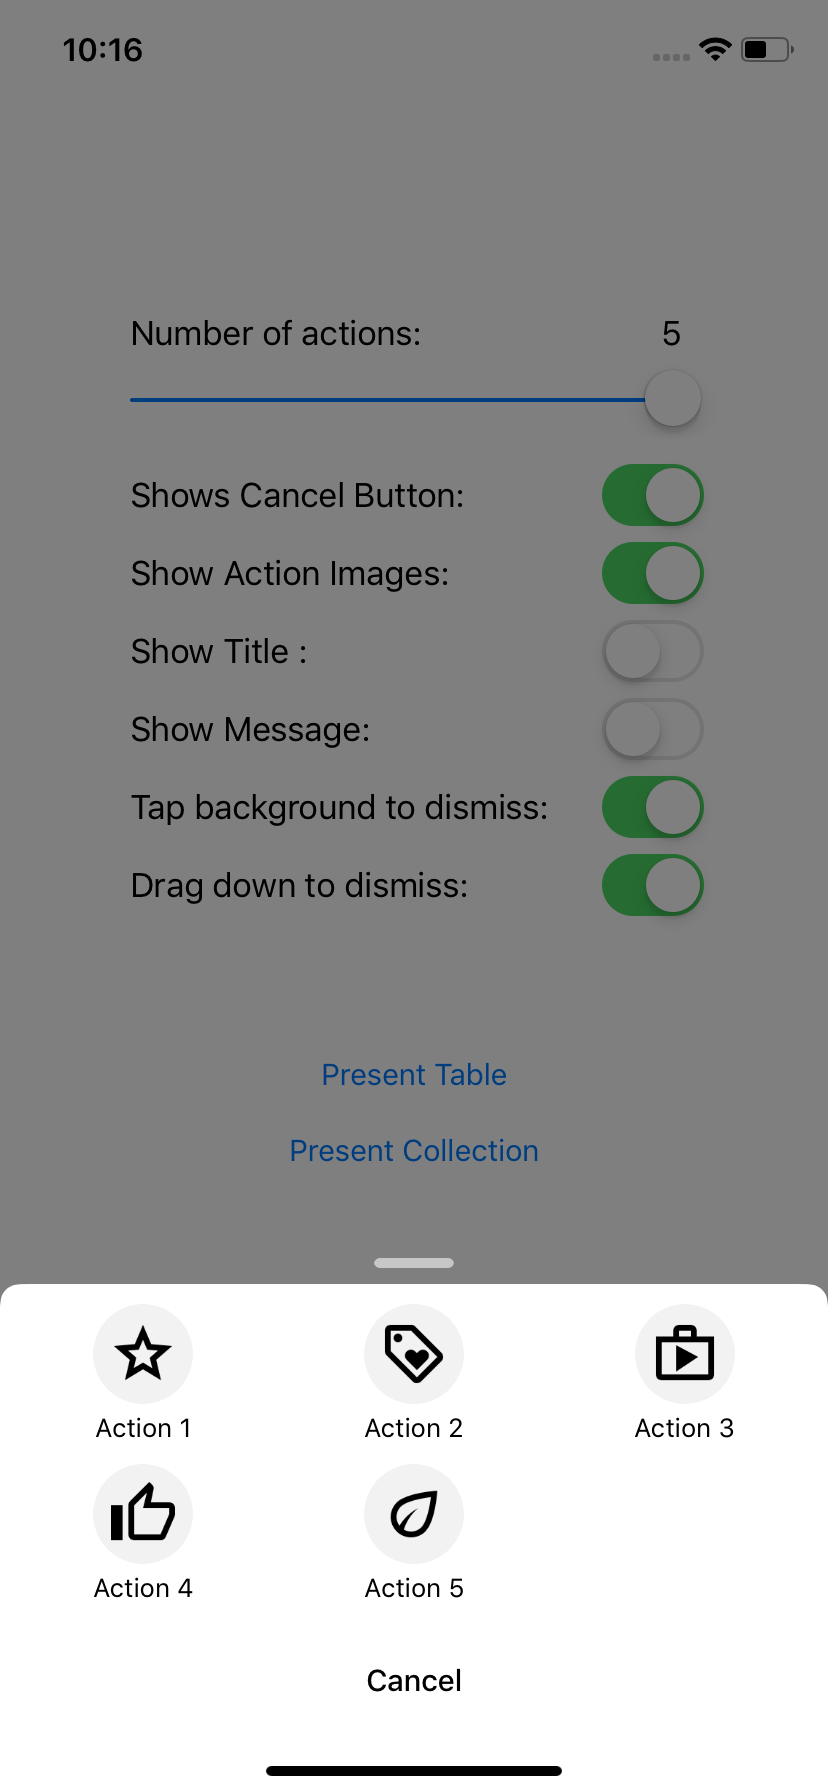 10:16
Number of actions: 5
Shows Cancel Button:
Show Action Images:
Show Title :
Show Message:
Tap background to dismiss:
Drag down to dismiss:
Present Table
Present Collection
Action 1 Action 2 Action 3
Action 4 Action 5
Cancel